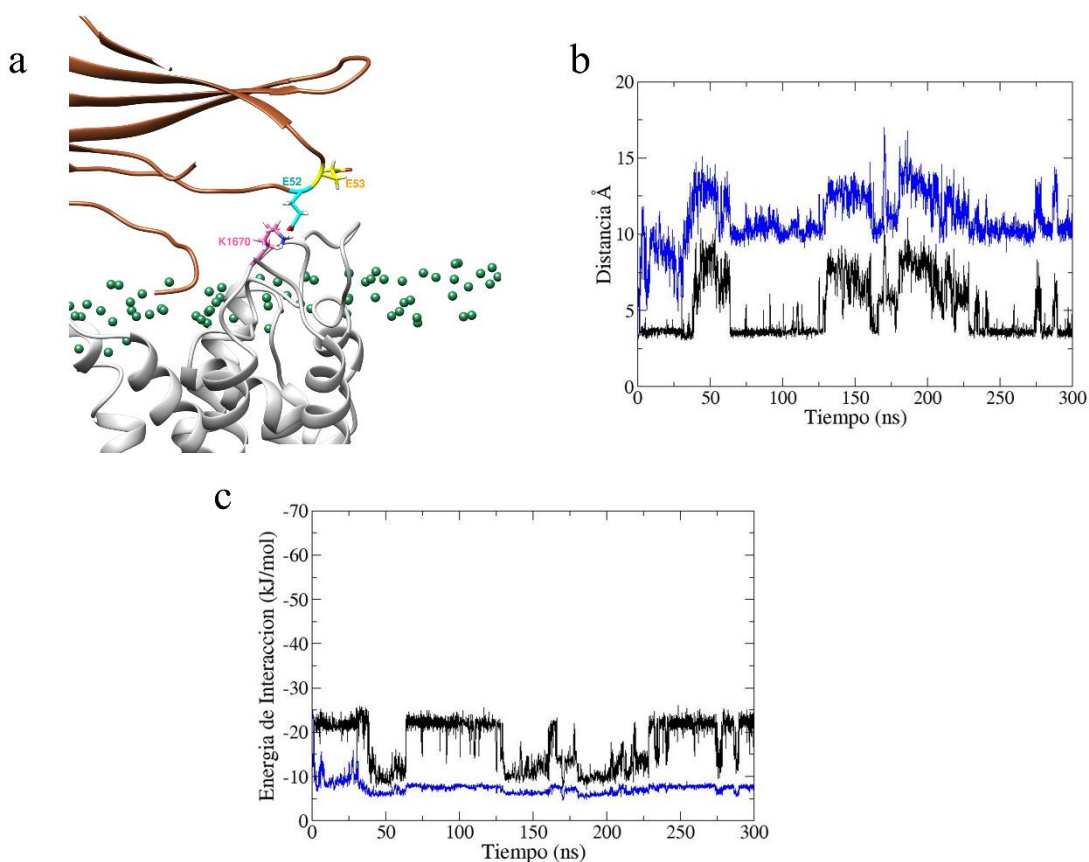 a
E52
E53
K1670
b
20
15
10
5
0
Distancia Å
0 50 100 150 200 250 300
Tiempo (ns)
c
-70
-60
-50
-40
-30
-20
-10
0
Energia de Interaccion (kJ/mol)
0 50 100 150 200 250 300
Tiempo (ns)